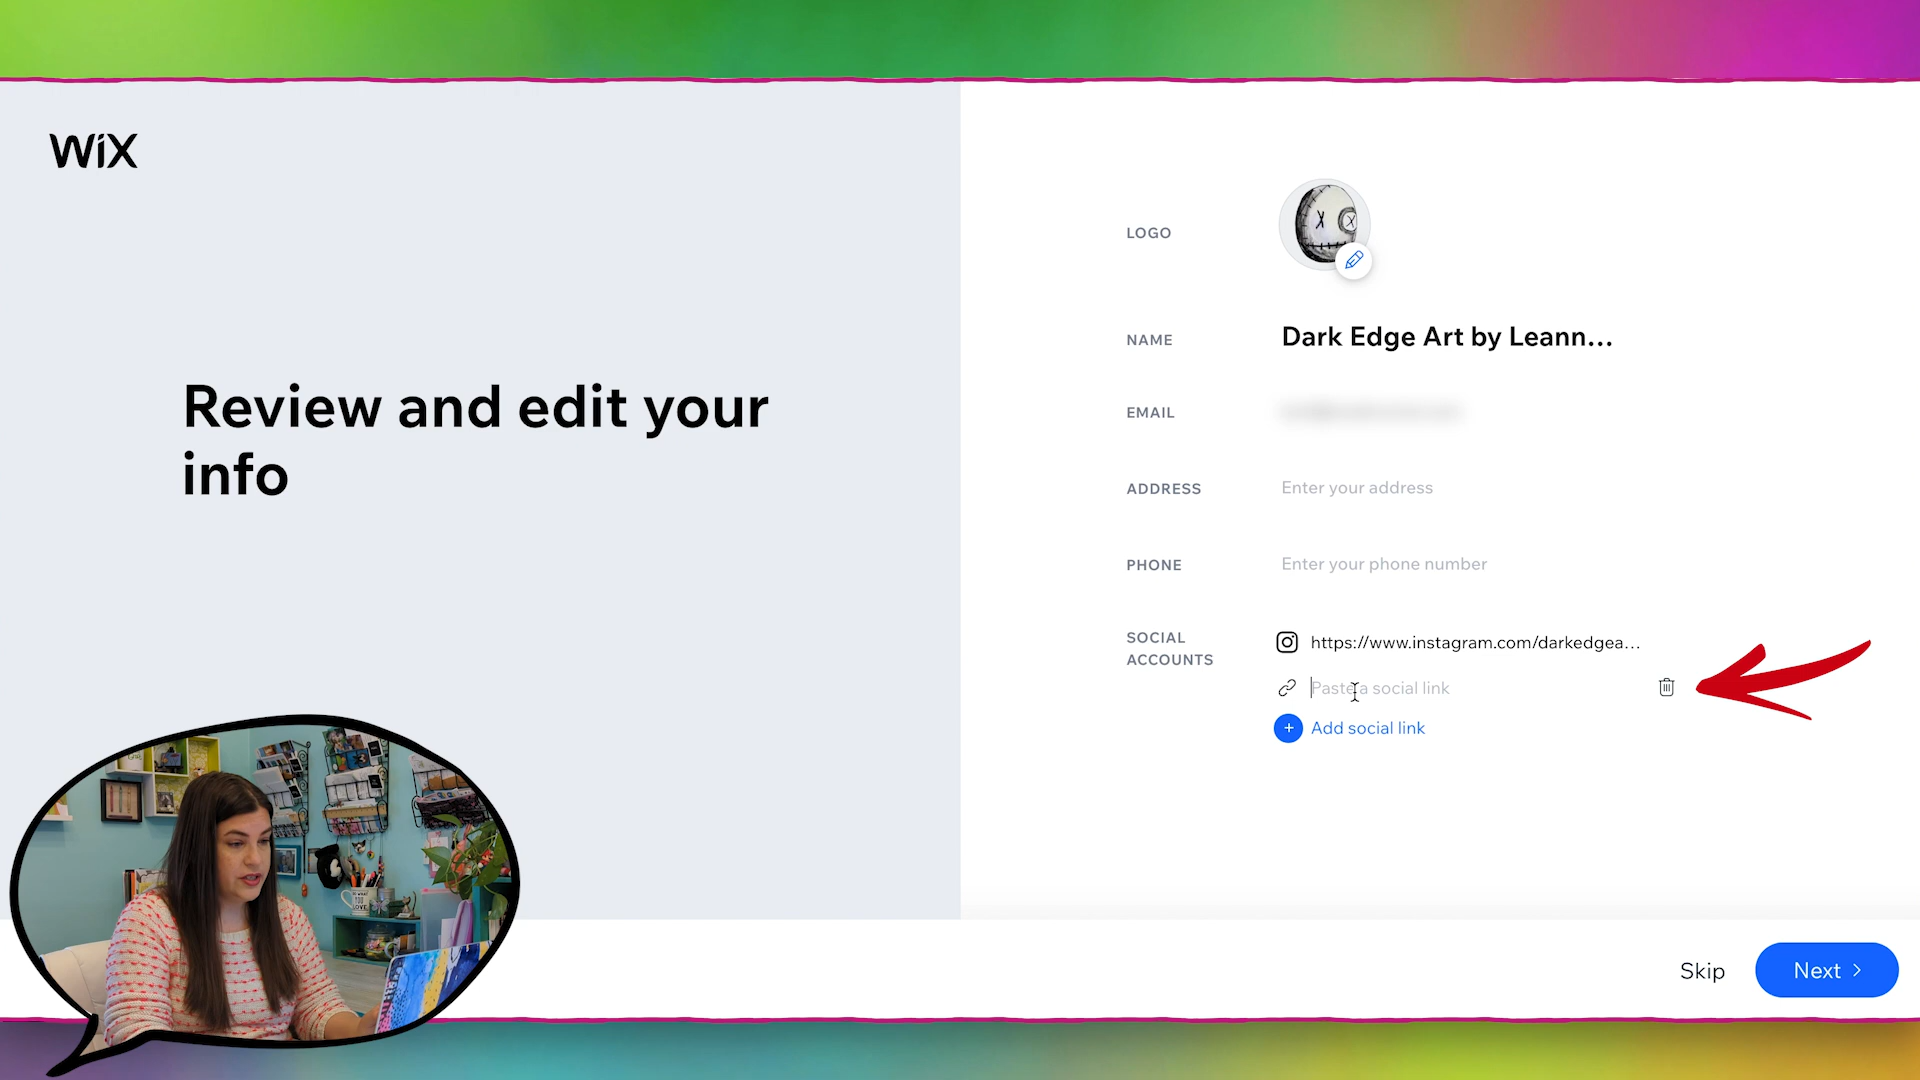 WiX
Review and edit your
info
LOGO
NAME
Dark Edge Art by Leann...
EMAIL
ADDRESS
Enter your address
PHONE
Enter your phone number
SOCIAL
ACCOUNTS
https://www.instagram.com/darkedgea...
Paste a social link
+ Add social link
Skip
Next >